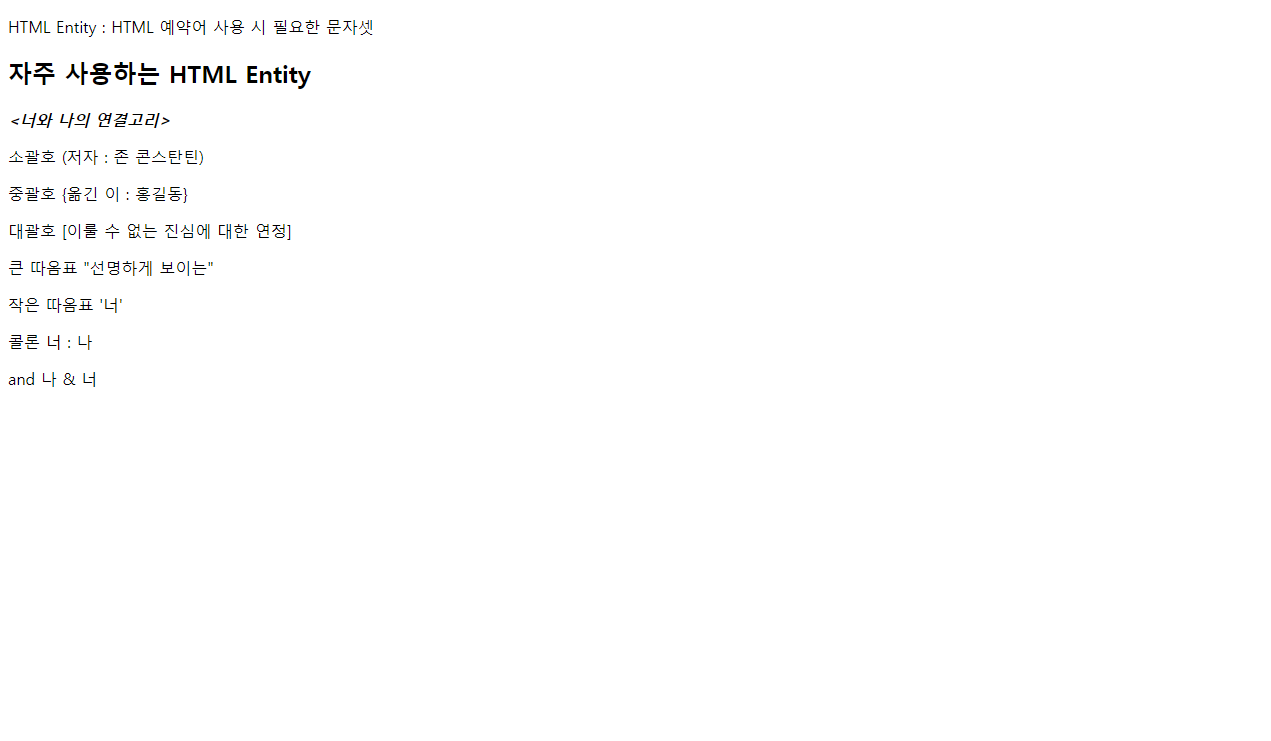 HTML Entity : HTML 예약어 사용 시 필요한 문자셋
자주 사용하는 HTML Entity
<너와 나의 연결고리>
소괄호 (저자 : 존 콘스탄틴)
중괄호 {옮긴 이 : 홍길동}
대괄호 [이룰 수 없는 진심에 대한 연정]
큰 따옴표 "선명하게 보이는"
작은 따옴표 '너'
콜론 너 : 나
and 나 & 너